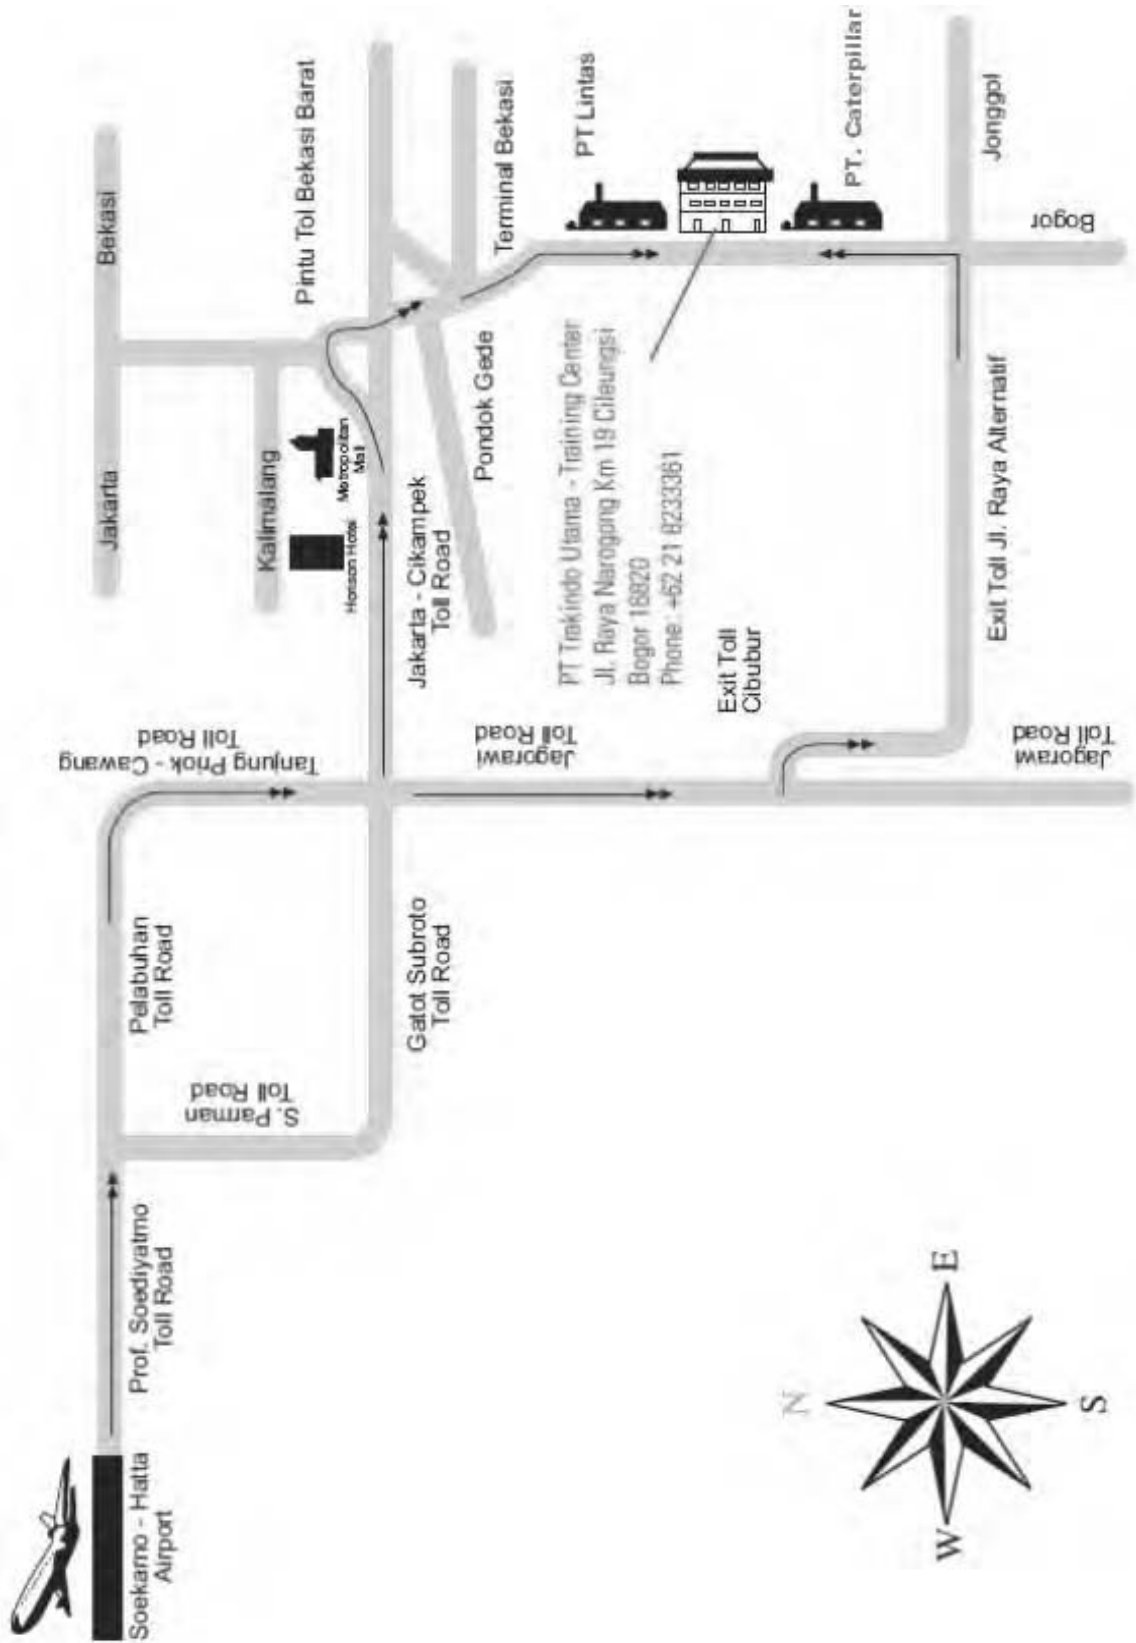 Soekarno - Hatta
Airport
Prof. Soediyatmo
Toll Road
S. Parman
Toll Road
Pelabuhan
Toll Road
Gatot Subroto
Toll Road
Tanjung Priok - Cawang
Toll Road
Jakarta
Bekasi
Kalimalang
Horison Hotel
Metropolitan
Mall
Pintu Tol Bekasi Barat
Jakarta - Cikampek
Toll Road
Pondok Gede
Terminal Bekasi
Jagorawi
Toll Road
PT Lintas
PT Trakindo Utama - Training Center
Jl. Raya Narogong Km 19 Cileungsi
Bogor 16820
Phone: +62 21 8233361
PT. Caterpillar
Exit Toll
Cibubur
Exit Toll Jl. Raya Alternatif
Jonggol
Bogor
Jagorawi
Toll Road
N
E
S
W